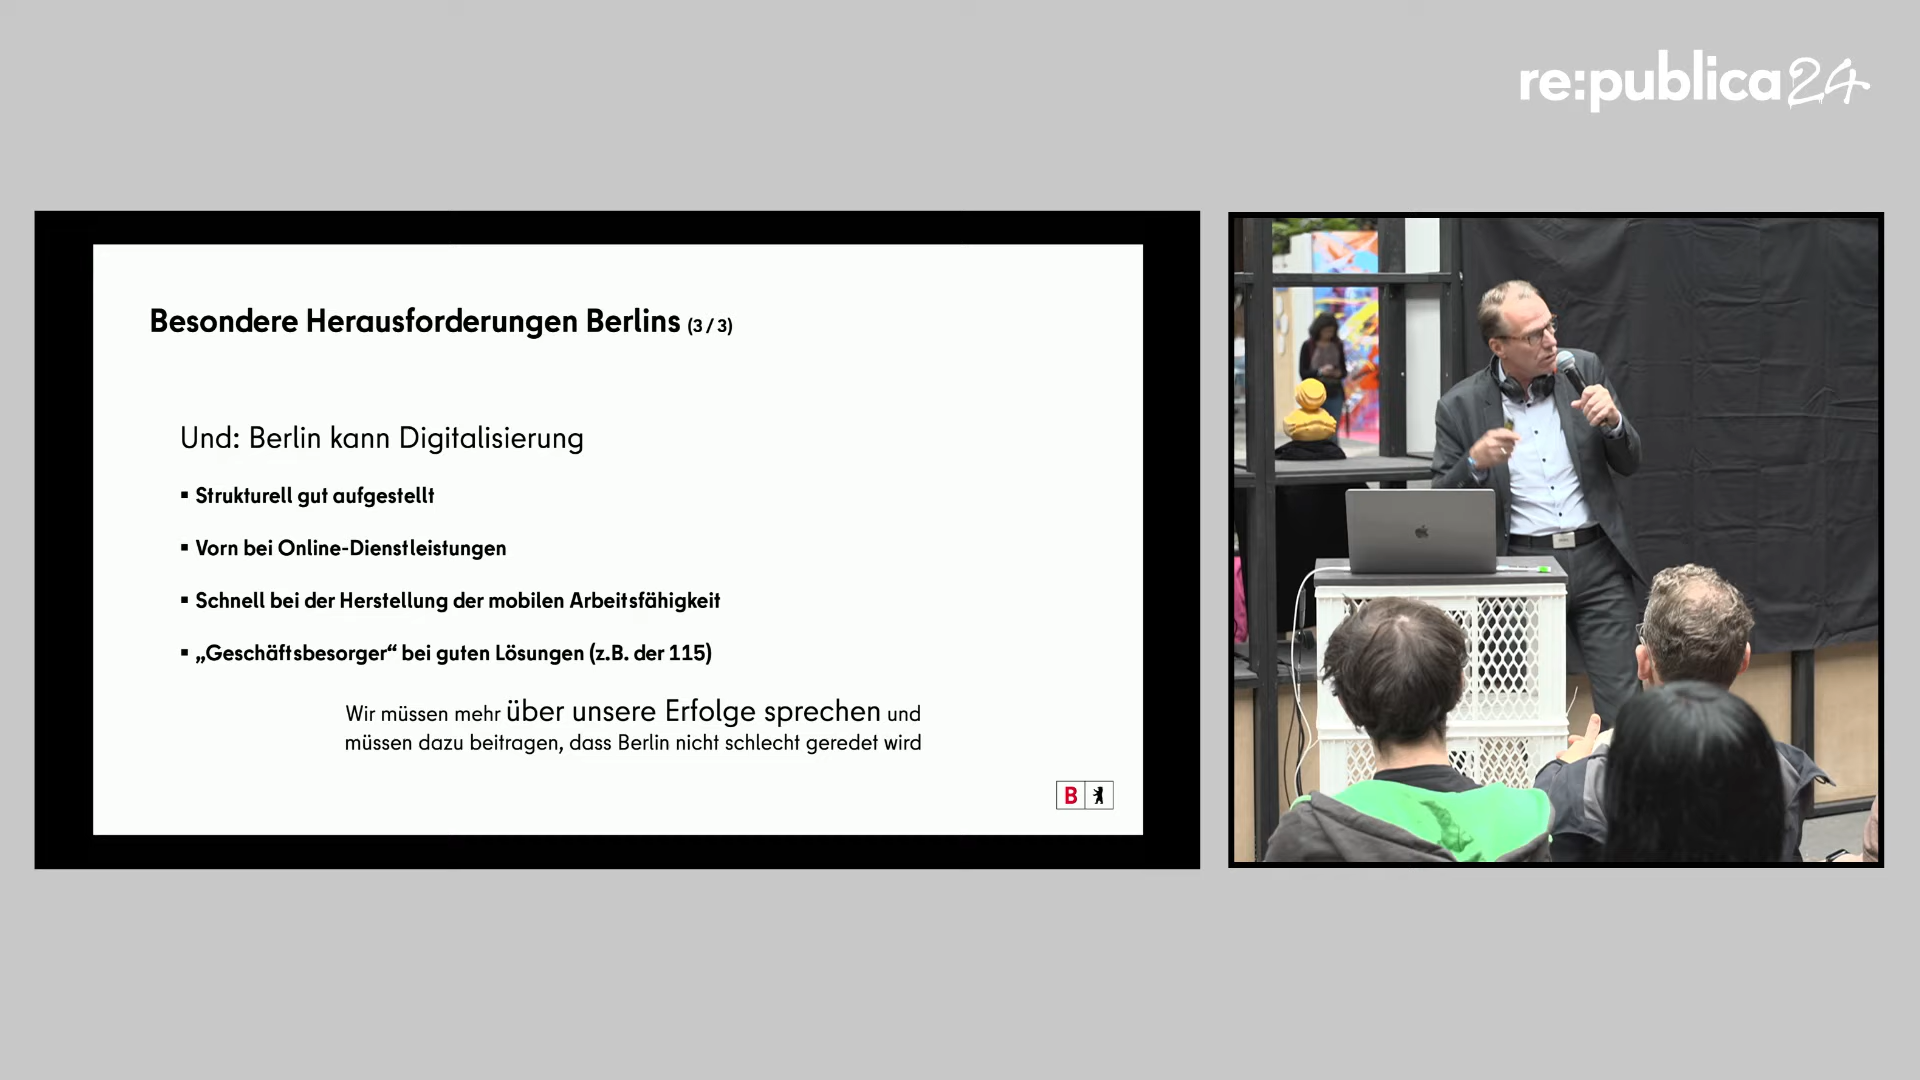 re:publica 24
Besondere Herausforderungen Berlins (3 / 3)
Und: Berlin kann Digitalisierung
▪ Strukturell gut aufgestellt
▪ Vorn bei Online-Dienstleistungen
▪ Schnell bei der Herstellung der mobilen Arbeitsfähigkeit
▪ „Geschäftsbesorger“ bei guten Lösungen (z.B. der 115)
Wir müssen mehr über unsere Erfolge sprechen und
müssen dazu beitragen, dass Berlin nicht schlecht geredet wird
B